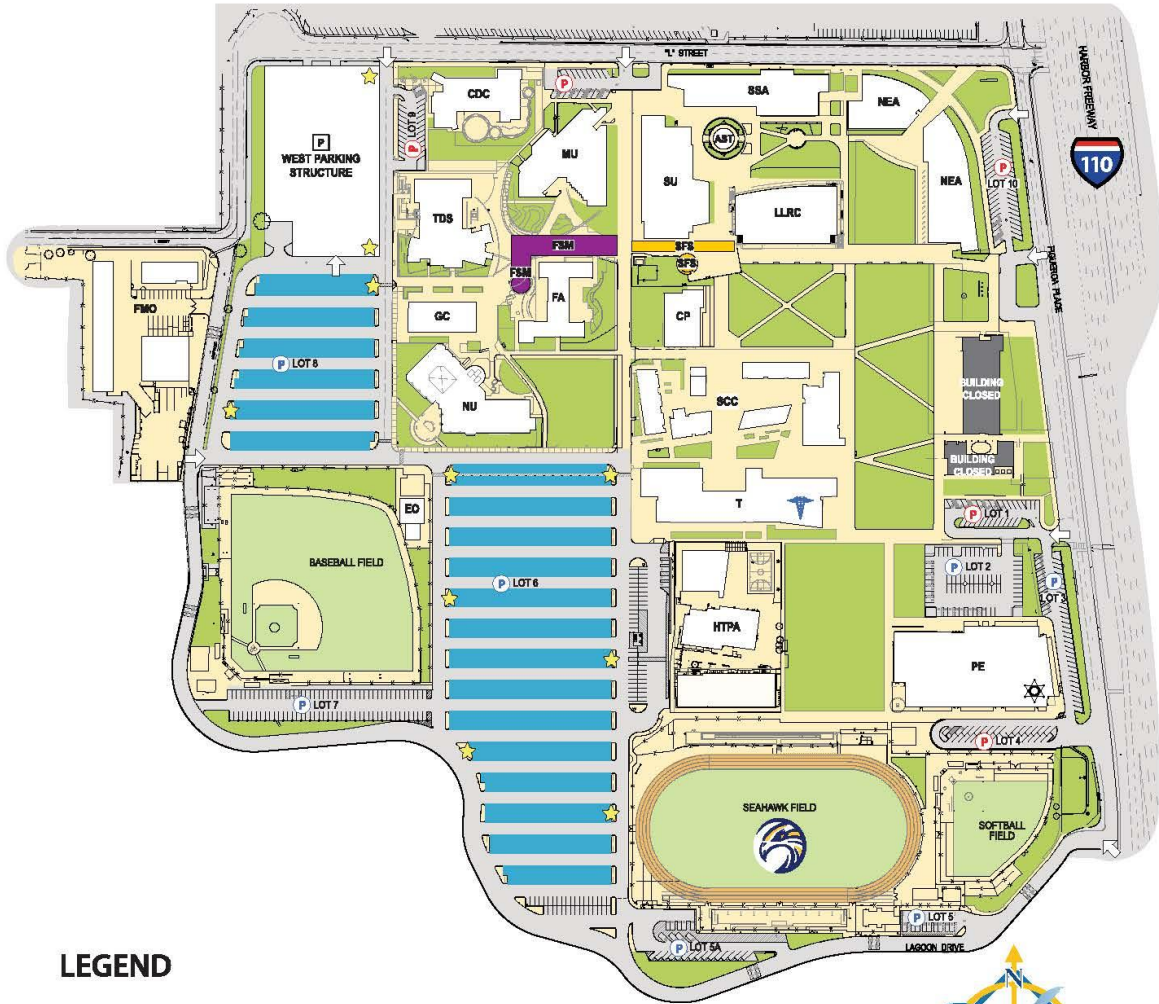 "L" STREET
HARBOR FREEWAY
110
CDC
P
SSA
NEA
LOT 9
P
P
WEST PARKING
STRUCTURE
AST
MU
SU
NEA
P
LOT 10
TDS
LLRC
FSM
SFS
FSM
SFS
FIGUEROA PLACE
FMO
FA
GC
CP
P LOT 8
BUILDING
CLOSED
NU
SCC
BUILDING
CLOSED
EO
T
P LOT 1
BASEBALL FIELD
P LOT 2
P
LOT 3
P LOT 6
HTPA
PE
P LOT 7
P LOT 4
SEAHAWK FIELD
SOFTBALL
FIELD
P LOT 5
P LOT 5A
LAGOON DRIVE
LEGEND
N